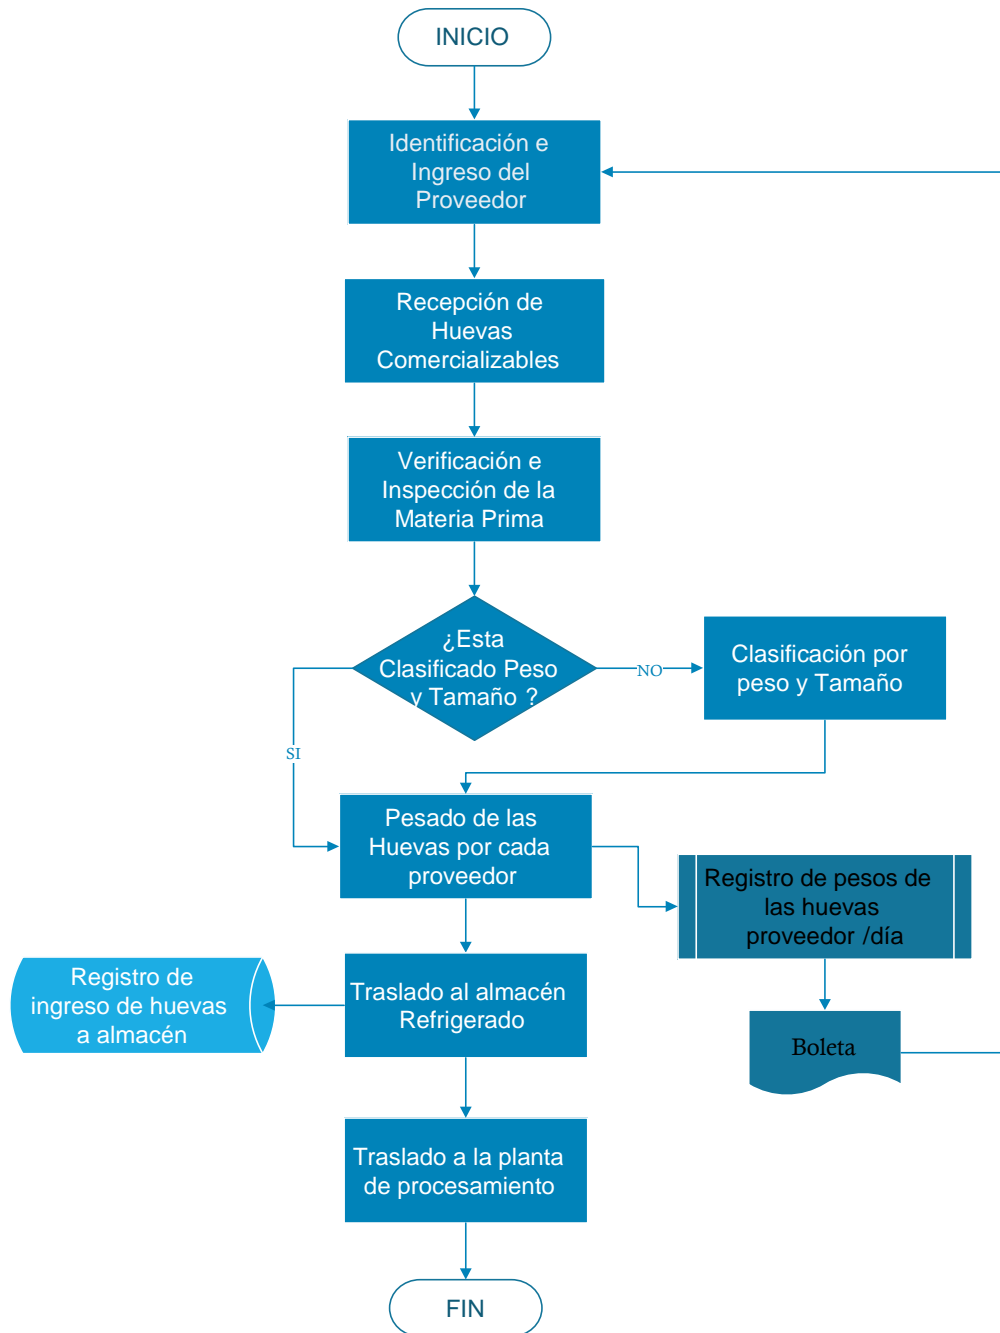 INICIO
Identificación e
Ingreso del
Proveedor
Recepción de
Huevas
Comercializables
Verificación e
Inspección de la
Materia Prima
¿Esta
Clasificado Peso
y Tamaño ?
NO
Clasificación por
peso y Tamaño
SI
Pesado de las
Huevas por cada
proveedor
Registro de pesos de
las huevas
proveedor /día
Traslado al almacén
Refrigerado
Registro de
ingreso de huevas
a almacén
Boleta
Traslado a la planta
de procesamiento
FIN